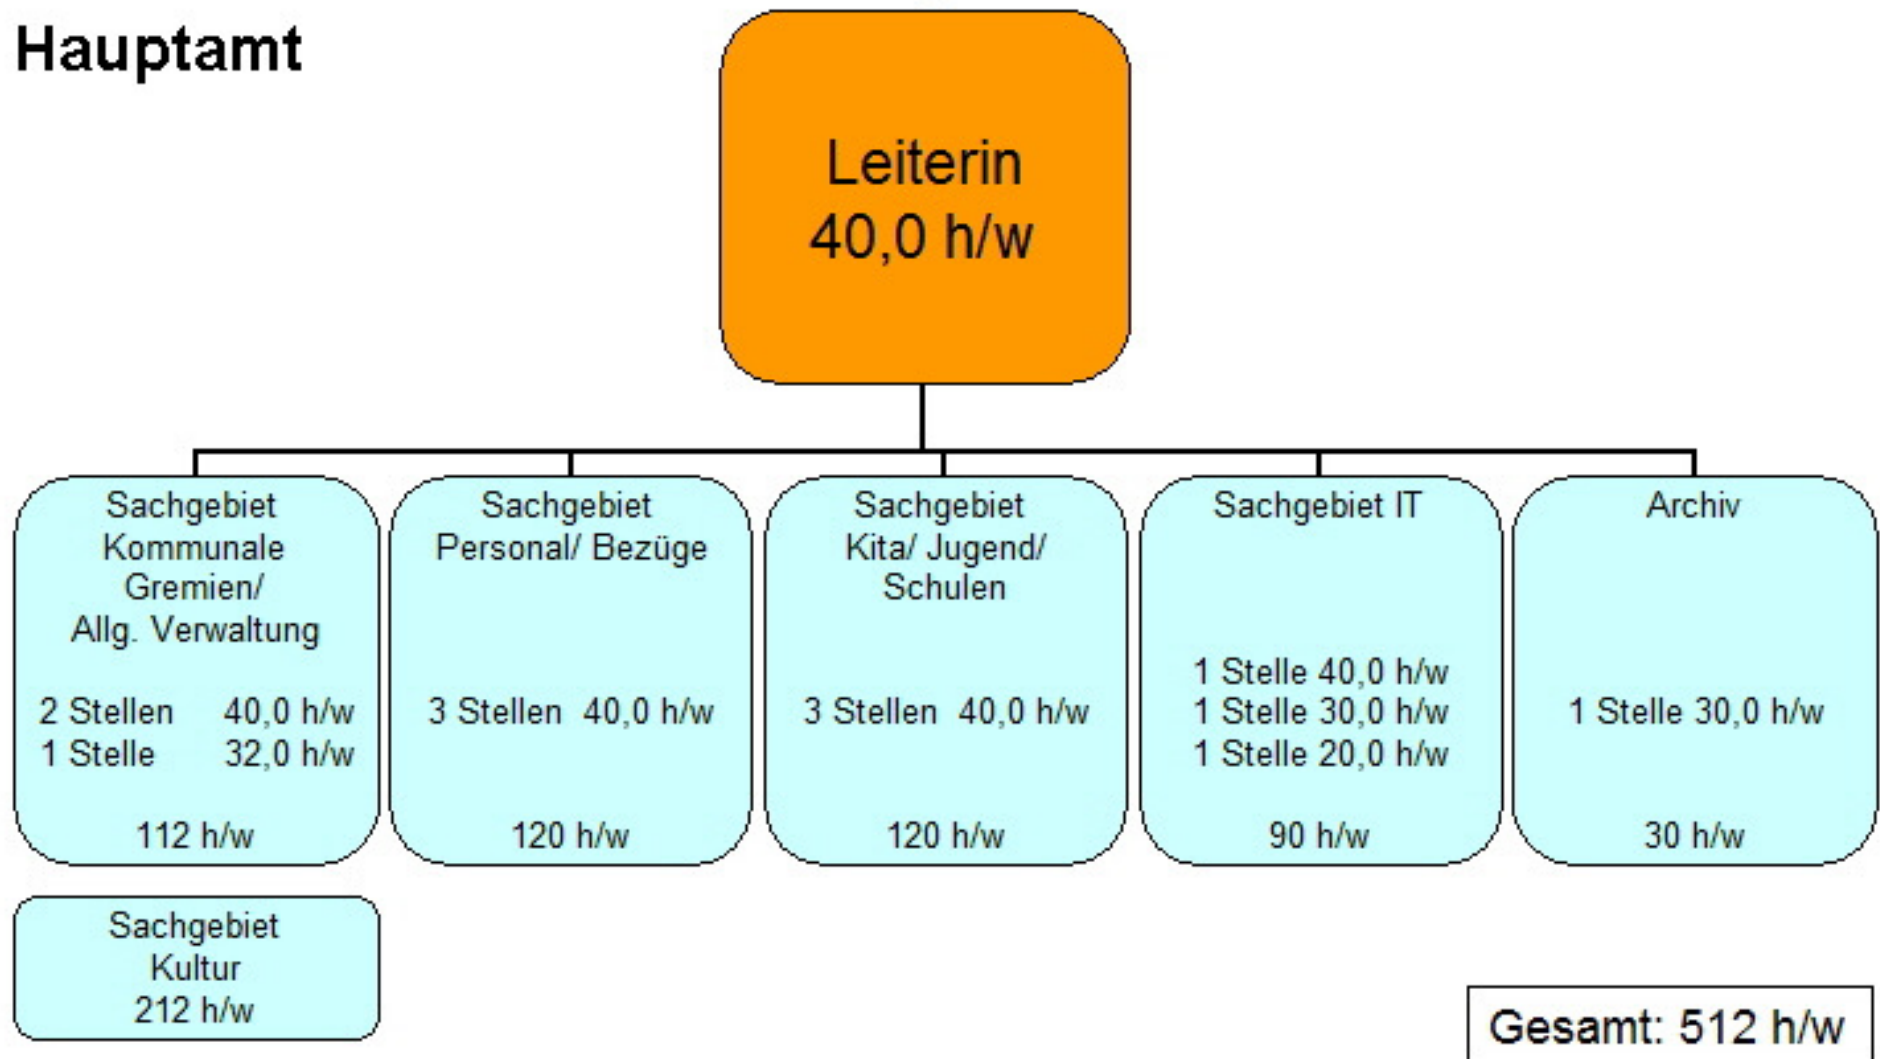 Hauptamt
Leiterin
40,0 h/w
Sachgebiet
Kommunale
Gremien/
Allg. Verwaltung
2 Stellen 40,0 h/w
1 Stelle 32,0 h/w
112 h/w
Sachgebiet
Personal/ Bezüge
3 Stellen 40,0 h/w
120 h/w
Sachgebiet
Kita/ Jugend/
Schulen
3 Stellen 40,0 h/w
120 h/w
Sachgebiet IT
1 Stelle 40,0 h/w
1 Stelle 30,0 h/w
1 Stelle 20,0 h/w
90 h/w
Archiv
1 Stelle 30,0 h/w
30 h/w
Sachgebiet
Kultur
212 h/w
Gesamt: 512 h/w